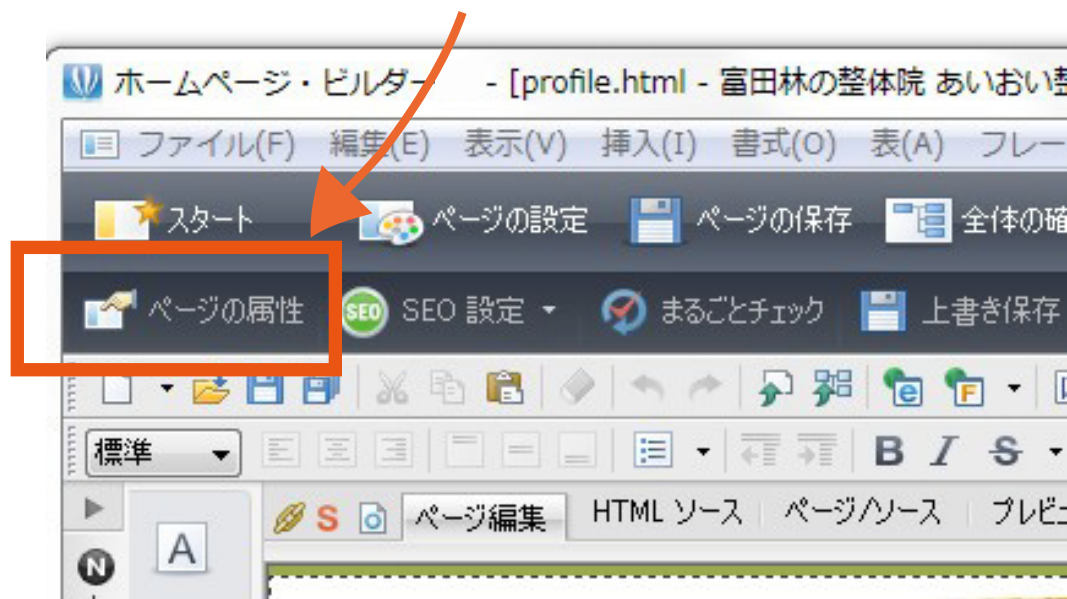 ホームページ・ビルダー - [profile.html - 富田林の整体院 あいおい整
ファイル(F) 編集(E) 表示(V) 挿入(I) 書式(O) 表(A) フレー
スタート ページの設定 ページの保存 全体の確
ページの属性 SEO SEO 設定 まるごとチェック 上書き保存
e F
標準 B I S
S ページ編集 HTML ソース ページ/ソース プレビュ
A
N